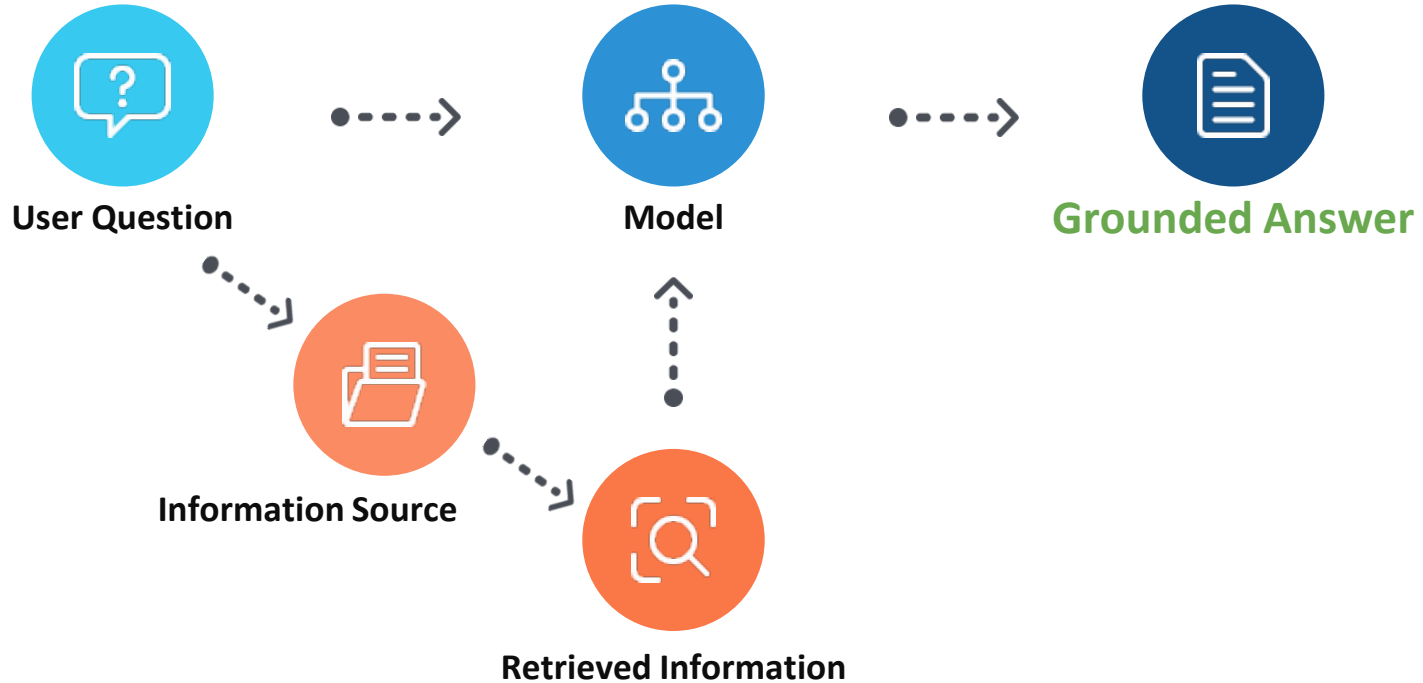 User Question
Model
Grounded Answer
Information Source
Retrieved Information